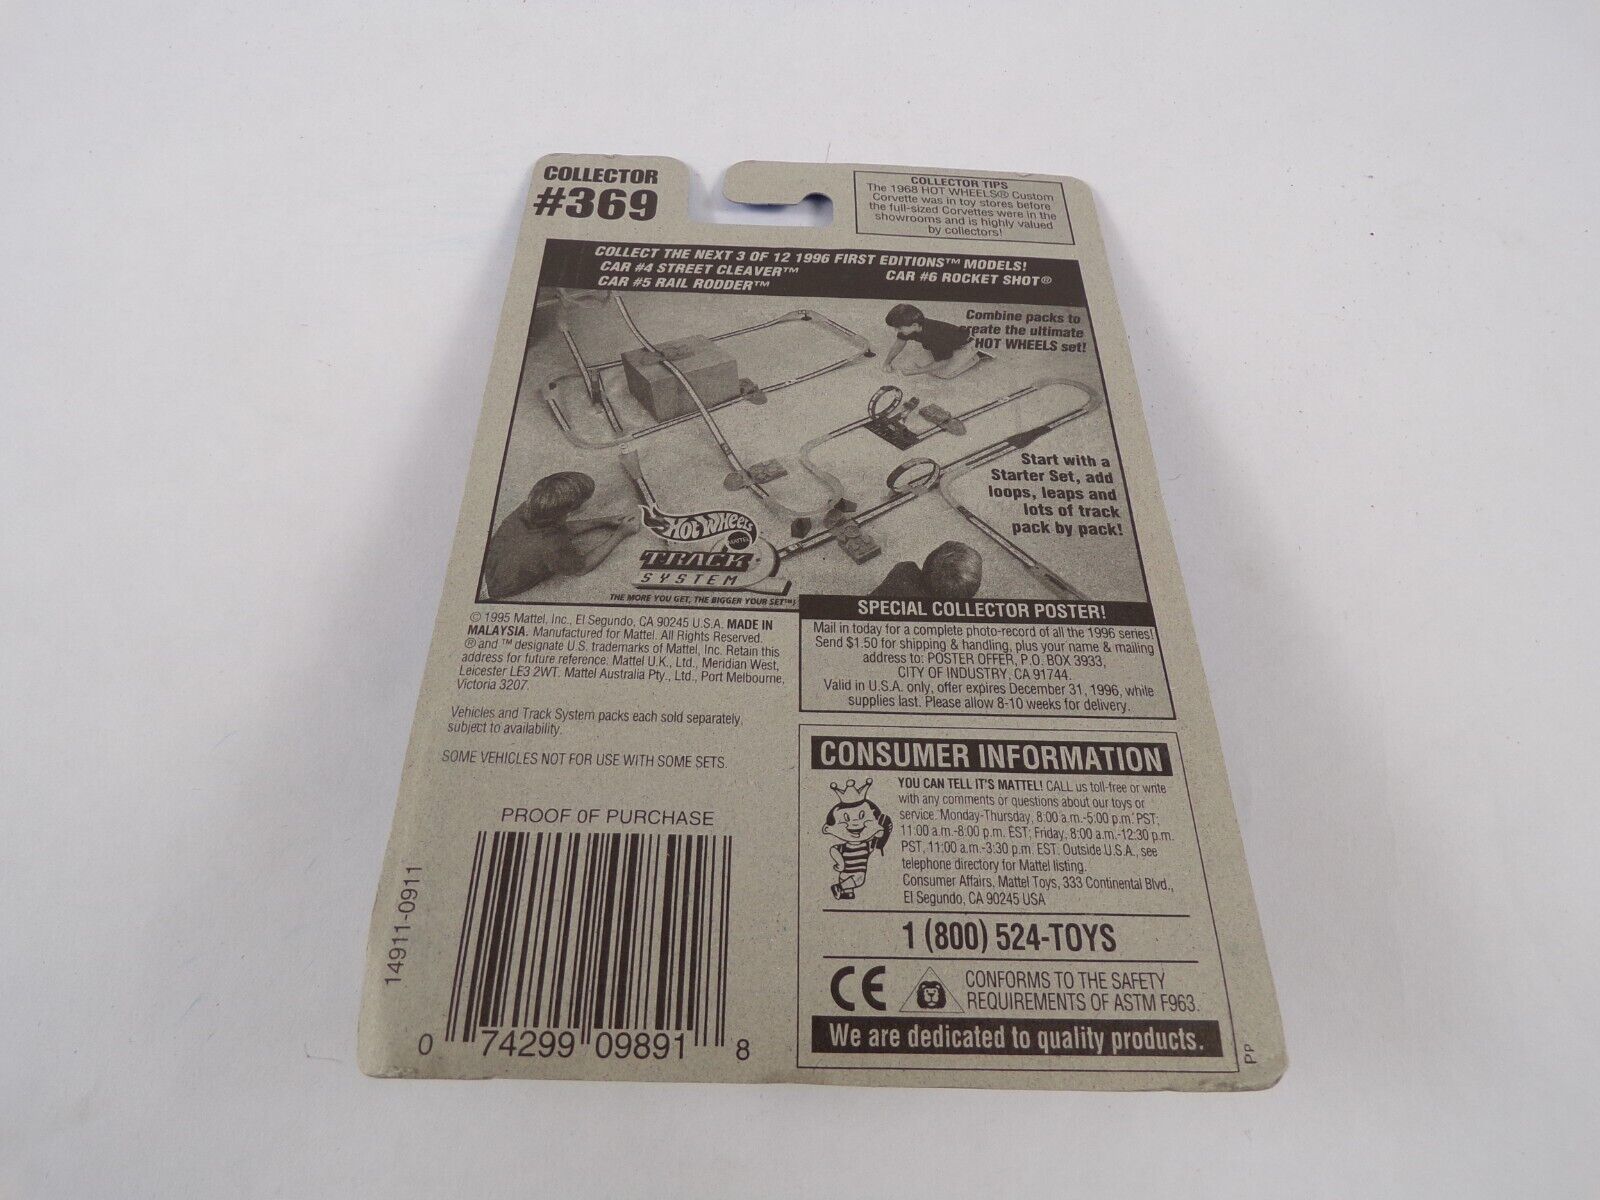 COLLECTOR
#369
COLLECTOR TIPS
The 1968 HOT WHEELS® Custom
Corvette was in toy stores before
the full-sized Corvettes were in the
showrooms and is highly valued
by collectors!
COLLECT THE NEXT 3 OF 12 1996 FIRST EDITIONS™ MODELS!
CAR #4 STREET CLEAVER™
CAR #6 ROCKET SHOT®
CAR #5 RAIL RODDER™
Combine packs to
create the ultimate
HOT WHEELS set!
Start with a
Starter Set, add
loops, leaps and
lots of track
pack by pack!
HOT WHEELS
MATTEL
TRACK
SYSTEM
THE MORE YOU GET, THE BIGGER YOUR SET™!
© 1995 Mattel, Inc., El Segundo, CA 90245 U.S.A. MADE IN
MALAYSIA. Manufactured for Mattel. All Rights Reserved.
® and ™ designate U.S. trademarks of Mattel, Inc. Retain this
address for future reference: Mattel U.K., Ltd., Meridian West,
Leicester LE3 2WT. Mattel Australia Pty., Ltd., Port Melbourne,
Victoria 3207.
Vehicles and Track System packs each sold separately,
subject to availability.
SOME VEHICLES NOT FOR USE WITH SOME SETS.
SPECIAL COLLECTOR POSTER!
Mail in today for a complete photo-record of all the 1996 series!
Send $1.50 for shipping & handling, plus your name & mailing
address to: POSTER OFFER, P.O. BOX 3933,
CITY OF INDUSTRY, CA 91744.
Valid in U.S.A. only, offer expires December 31, 1996, while
supplies last. Please allow 8-10 weeks for delivery.
CONSUMER INFORMATION
YOU CAN TELL IT'S MATTEL! CALL us toll-free or write
with any comments or questions about our toys or
service. Monday-Thursday, 8:00 a.m.-5:00 p.m. PST;
11:00 a.m.-8:00 p.m. EST; Friday, 8:00 a.m.-12:30 p.m.
PST, 11:00 a.m.-3:30 p.m. EST. Outside U.S.A., see
telephone directory for Mattel listing.
Consumer Affairs, Mattel Toys, 333 Continental Blvd.,
El Segundo, CA 90245 USA
1 (800) 524-TOYS
CE
CONFORMS TO THE SAFETY
REQUIREMENTS OF ASTM F963.
We are dedicated to quality products.
PP
PROOF OF PURCHASE
14911-0911
0 74299 09891 8